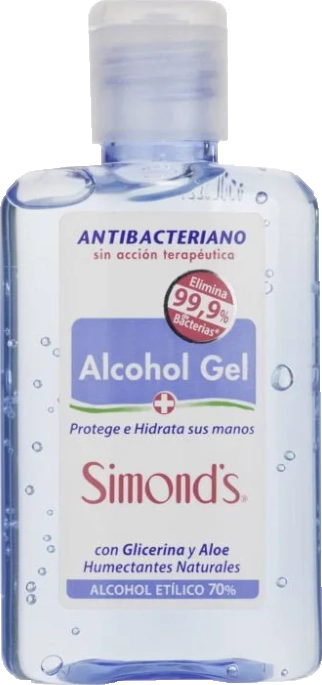 ANTIBACTERIANO
sin acción terapéutica
Elimina
99,9%
de
Bacterias*
Alcohol Gel
Protege e Hidrata sus manos
Simond's®
con Glicerina y Aloe
Humectantes Naturales
ALCOHOL ETÍLICO 70%